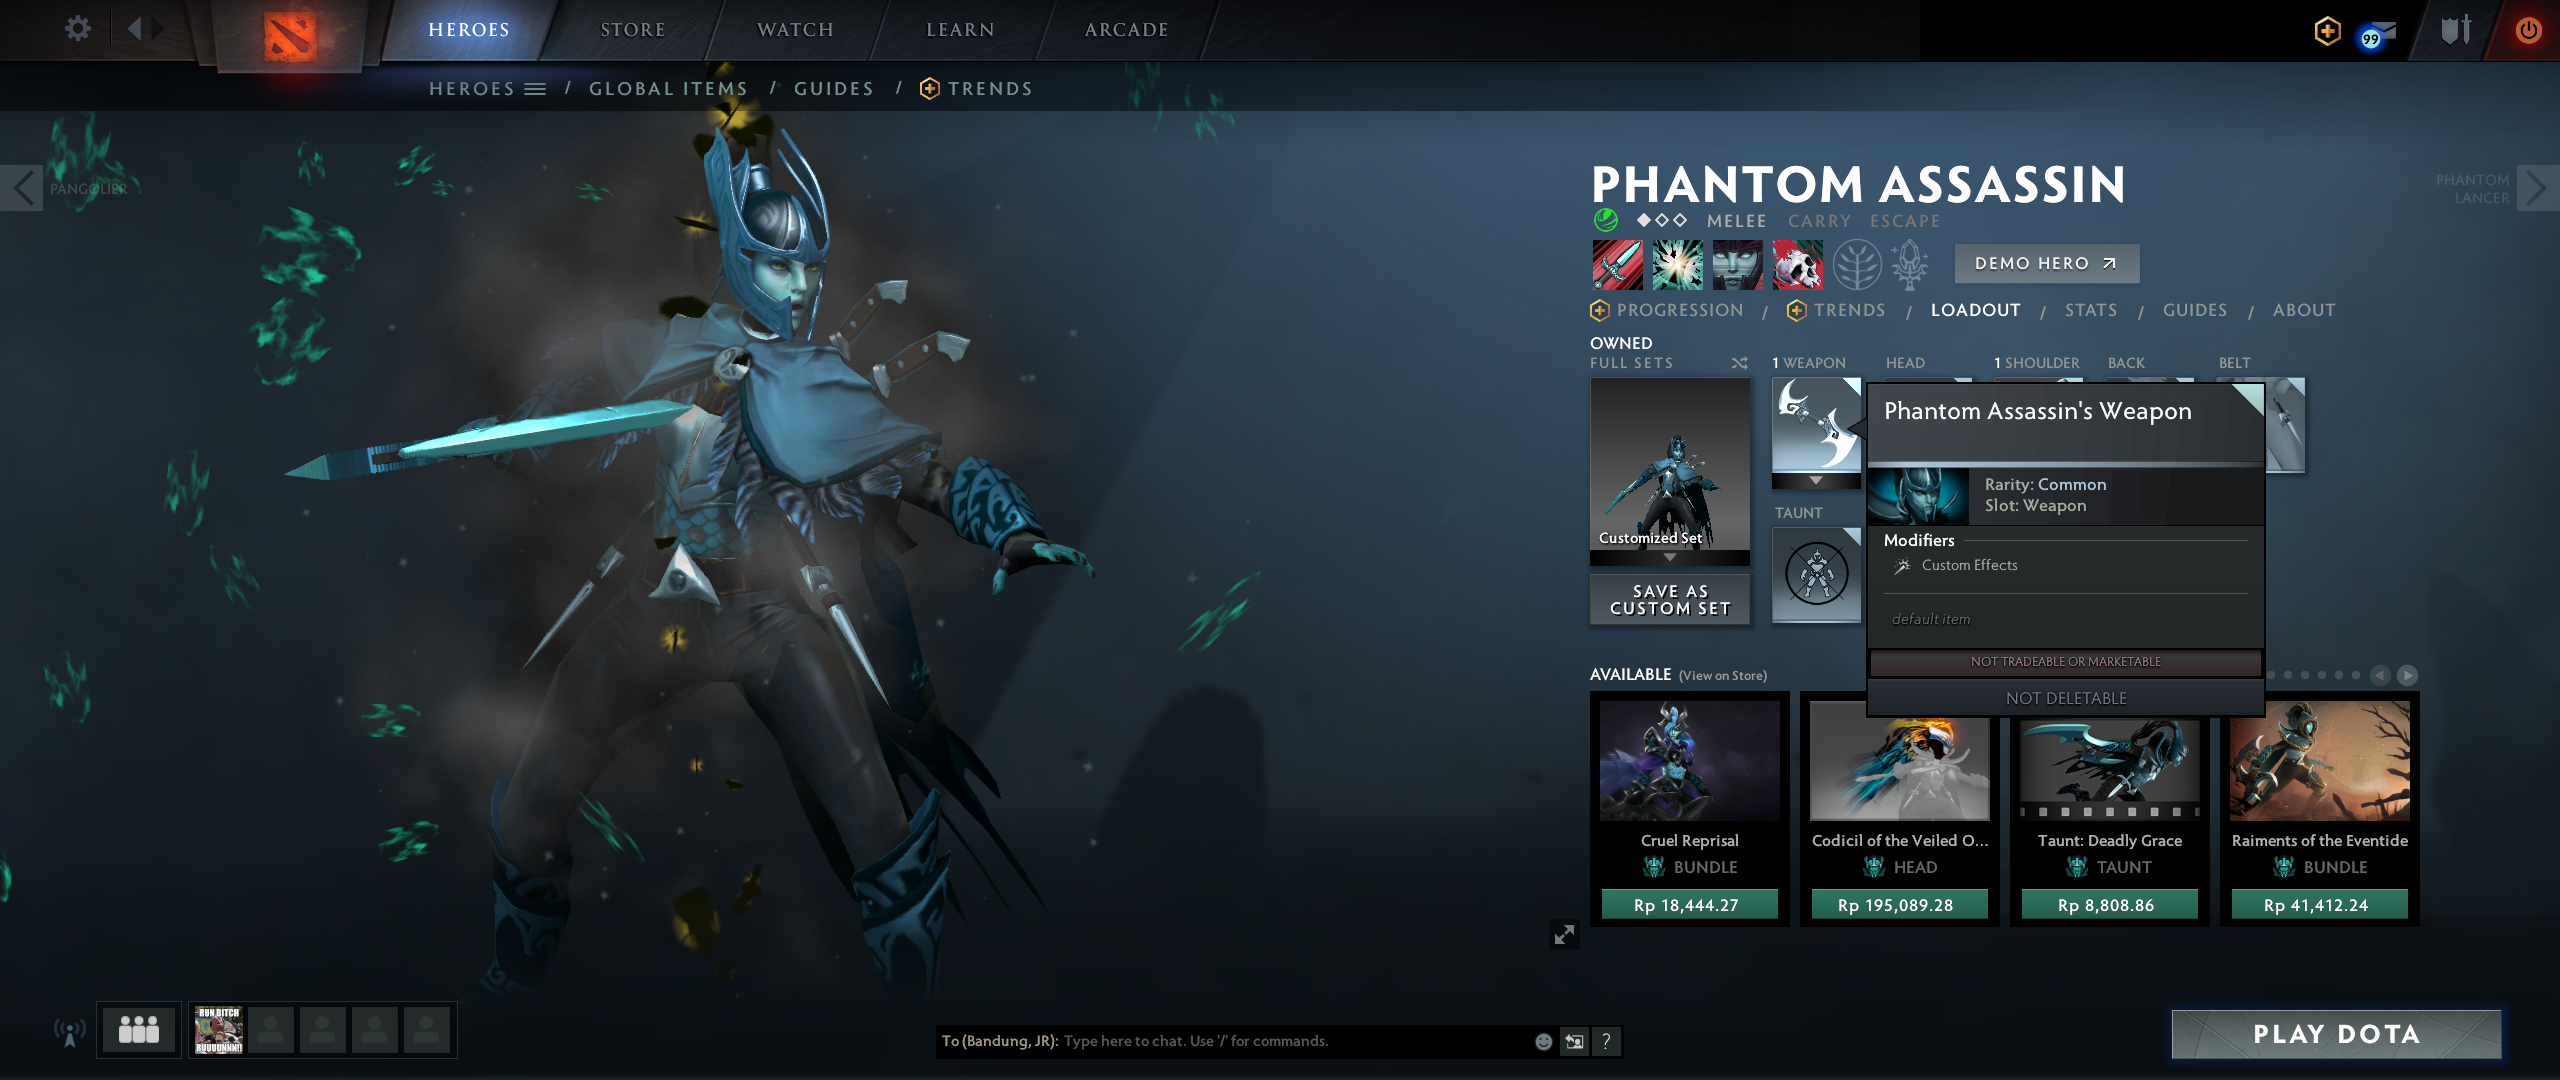 HEROES
STORE
WATCH
LEARN
ARCADE
99
HEROES / GLOBAL ITEMS / GUIDES / TRENDS
PANGOLIER
PHANTOM ASSASSIN
PHANTOM
LANCER
MELEE CARRY ESCAPE
DEMO HERO
PROGRESSION / TRENDS / LOADOUT / STATS / GUIDES / ABOUT
OWNED
FULL SETS
1 WEAPON
HEAD
1 SHOULDER
BACK
BELT
Customized Set
SAVE AS
CUSTOM SET
TAUNT
Phantom Assassin's Weapon
Rarity: Common
Slot: Weapon
Modifiers
Custom Effects
default item
NOT TRADEABLE OR MARKETABLE
NOT DELETABLE
AVAILABLE (View on Store)
Cruel Reprisal
BUNDLE
Rp 18,444.27
Codicil of the Veiled O...
HEAD
Rp 195,089.28
Taunt: Deadly Grace
TAUNT
Rp 8,808.86
Raiments of the Eventide
BUNDLE
Rp 41,412.24
RUN BITCH
RUUUUNNN!!
To (Bandung, JR): Type here to chat. Use '/' for commands.
?
PLAY DOTA